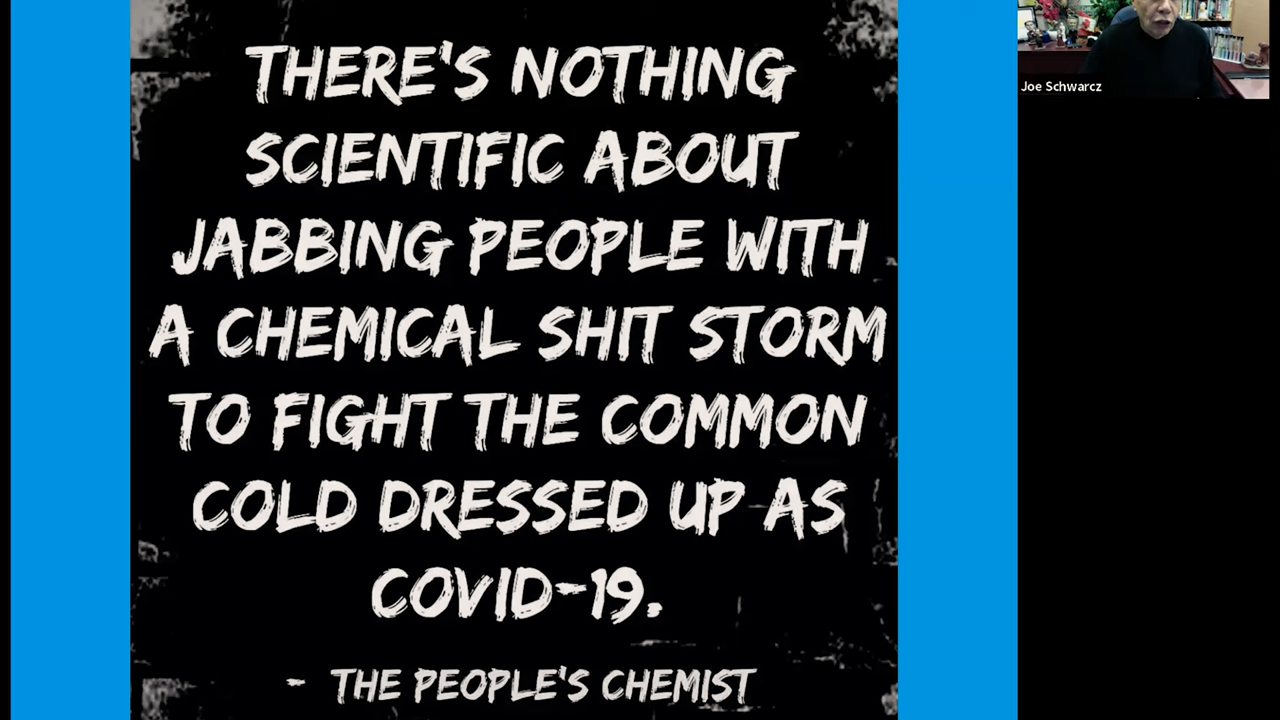 THERE'S NOTHING
SCIENTIFIC ABOUT
JABBING PEOPLE WITH
A CHEMICAL SHIT STORM
TO FIGHT THE COMMON
COLD DRESSED UP AS
COVID-19.
- THE PEOPLE'S CHEMIST
Joe Schwarcz